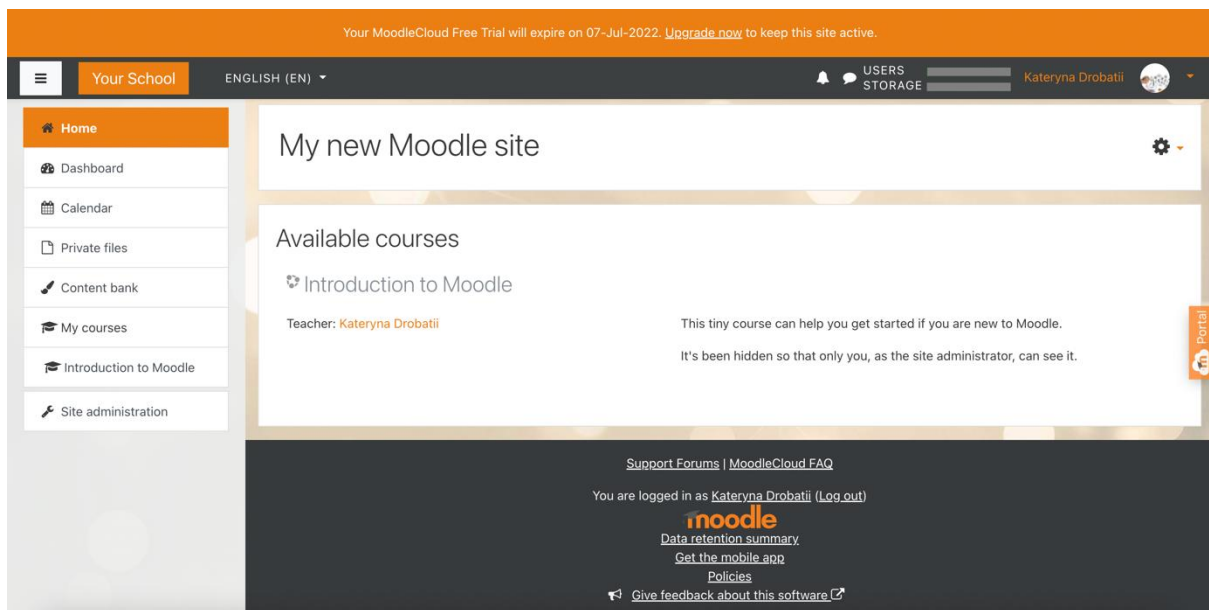 Your MoodleCloud Free Trial will expire on 07-Jul-2022. Upgrade now to keep this site active.
Your School
ENGLISH (EN)
USERS
STORAGE
Kateryna Drobatii
Home
Dashboard
Calendar
Private files
Content bank
My courses
Introduction to Moodle
Site administration
My new Moodle site
Available courses
Introduction to Moodle
Teacher: Kateryna Drobatii
This tiny course can help you get started if you are new to Moodle.
It's been hidden so that only you, as the site administrator, can see it.
m Portal
Support Forums | MoodleCloud FAQ
You are logged in as Kateryna Drobatii (Log out)
moodle
Data retention summary
Get the mobile app
Policies
Give feedback about this software